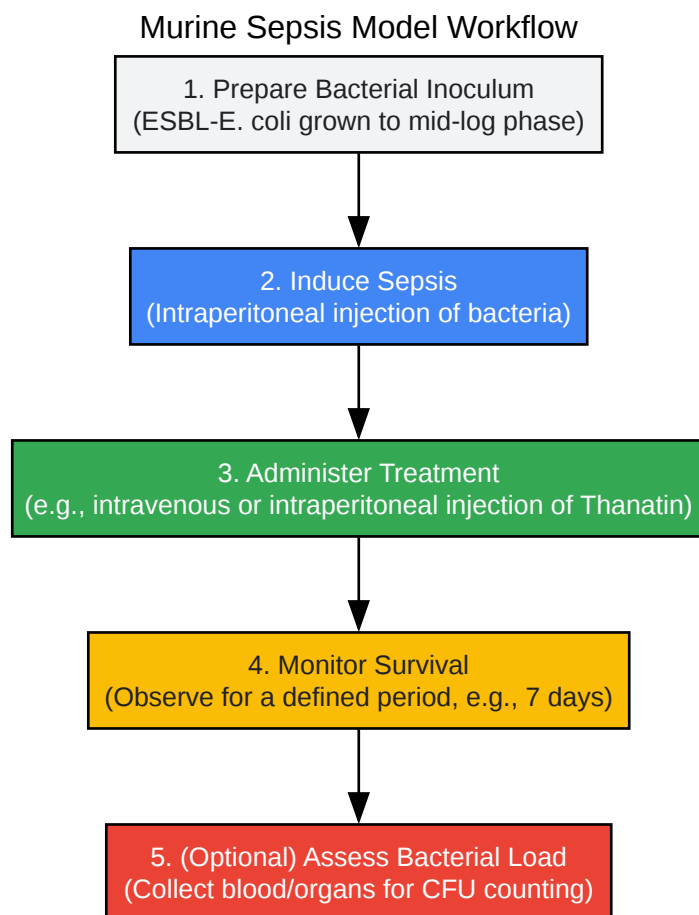 Murine Sepsis Model Workflow
1. Prepare Bacterial Inoculum
(ESBL-E. coli grown to mid-log phase)
2. Induce Sepsis
(Intraperitoneal injection of bacteria)
3. Administer Treatment
(e.g., intravenous or intraperitoneal injection of Thanatin)
4. Monitor Survival
(Observe for a defined period, e.g., 7 days)
5. (Optional) Assess Bacterial Load
(Collect blood/organs for CFU counting)